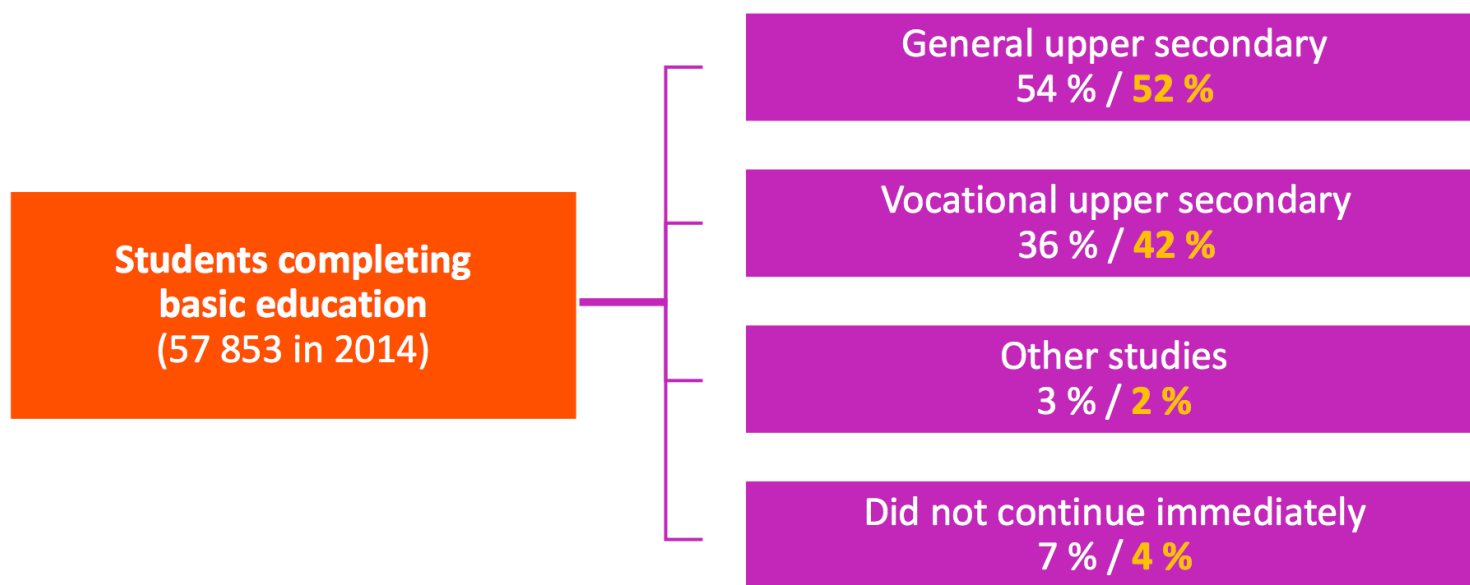 Students completing
basic education
(57 853 in 2014)
General upper secondary
54 % / 52 %
Vocational upper secondary
36 % / 42 %
Other studies
3 % / 2 %
Did not continue immediately
7 % / 4 %